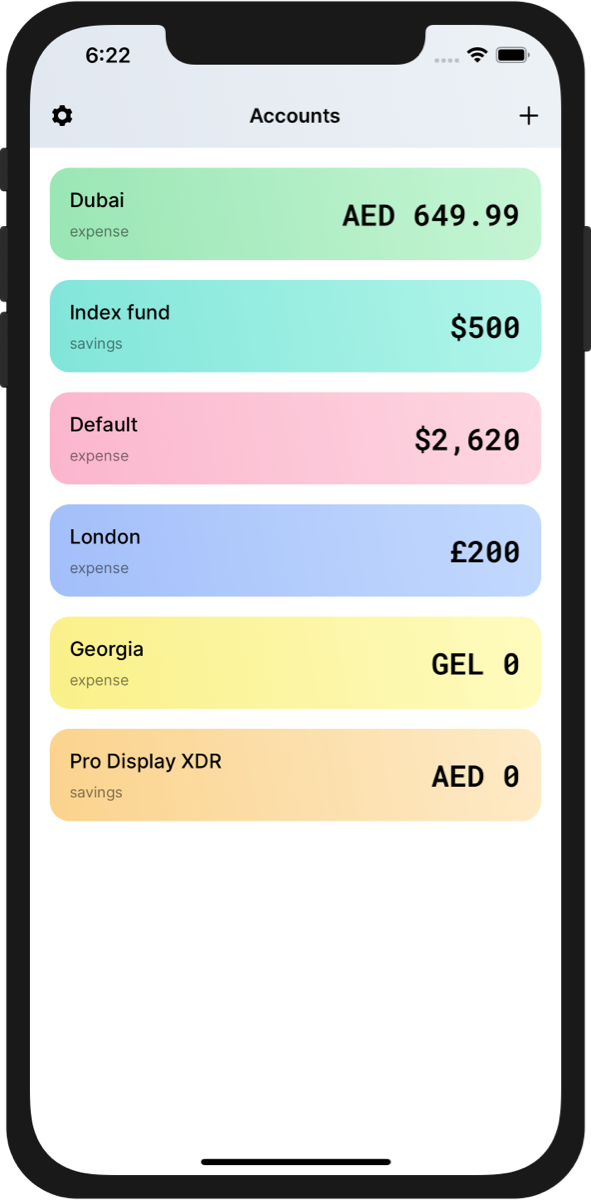 6:22
Accounts
Dubai
expense
AED 649.99
Index fund
savings
$500
Default
expense
$2,620
London
expense
£200
Georgia
expense
GEL 0
Pro Display XDR
savings
AED 0